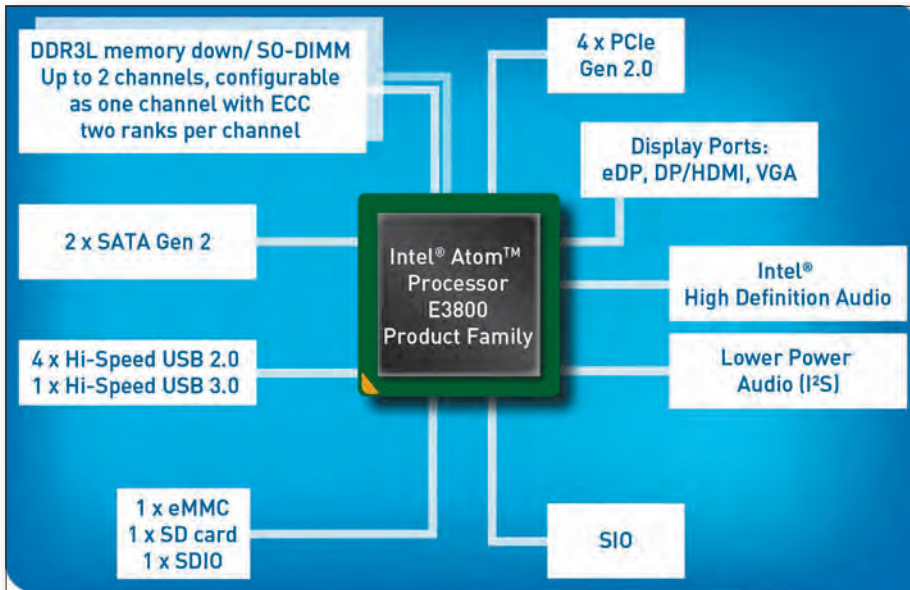 DDR3L memory down/ SO-DIMM
Up to 2 channels, configurable
as one channel with ECC
two ranks per channel
4 x PCIe
Gen 2.0
Display Ports:
eDP, DP/HDMI, VGA
2 x SATA Gen 2
Intel® Atom™
Processor
E3800
Product Family
Intel®
High Definition Audio
4 x Hi-Speed USB 2.0
1 x Hi-Speed USB 3.0
Lower Power
Audio (I²S)
1 x eMMC
1 x SD card
1 x SDIO
SIO